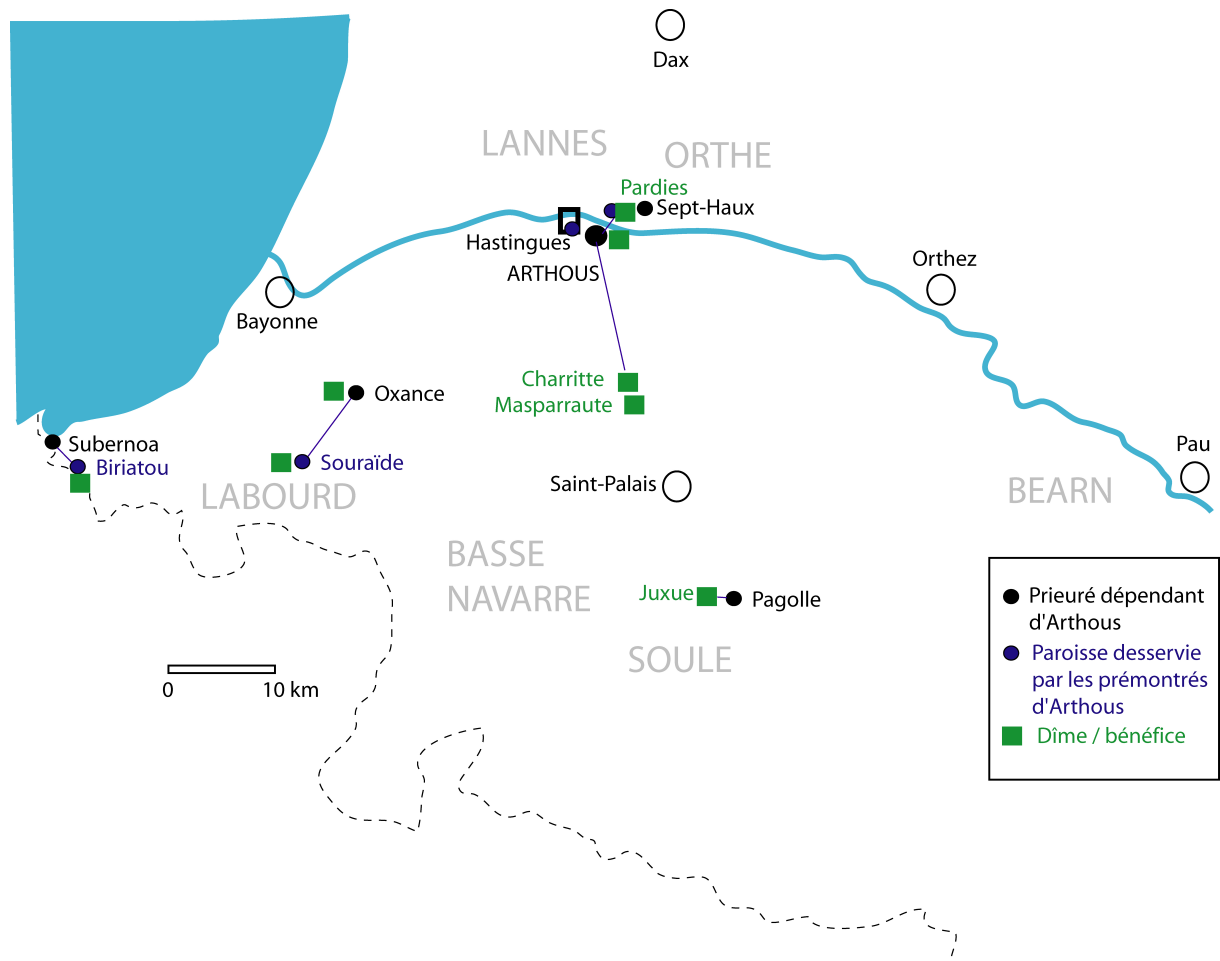 Dax
LANNES
ORTHE
Pardies
Sept-Haux
Hastingues
ARTHOUS
Orthez
Bayonne
Charritte
Masparraute
Oxance
Subernoa
Biriatou
Souraïde
Pau
Saint-Palais
LABOURD
BEARN
BASSE
NAVARRE
Juxue
Pagolle
SOULE
0
10 km
Prieuré dépendant
d'Arthous
Paroisse desservie
par les prémontrés
d'Arthous
Dîme / bénéfice